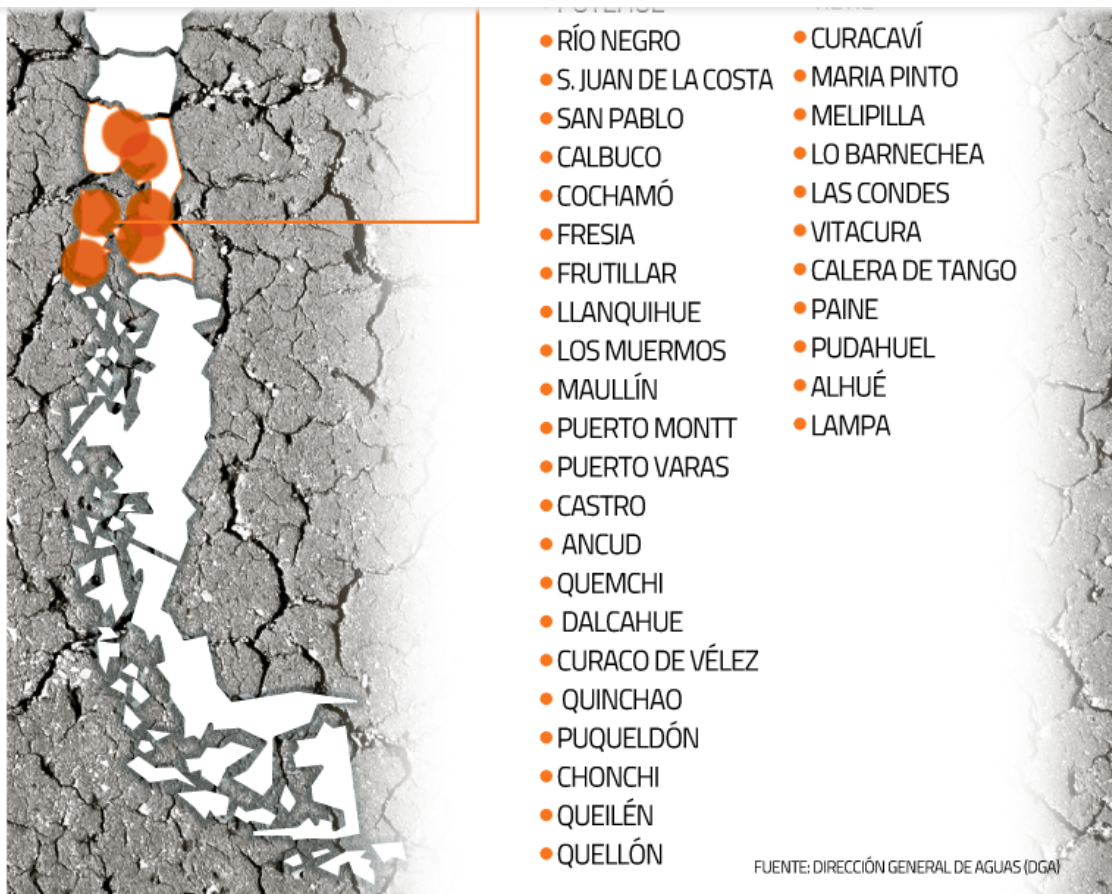 RÍO NEGRO
S. JUAN DE LA COSTA
SAN PABLO
CALBUCO
COCHAMÓ
FRESIA
FRUTILLAR
LLANQUIHUE
LOS MUERMOS
MAULLÍN
PUERTO MONTT
PUERTO VARAS
CASTRO
ANCUD
QUEMCHI
DALCAHUE
CURACO DE VÉLEZ
QUINCHAO
PUQUELDÓN
CHONCHI
QUEILÉN
QUELLÓN
CURACAVÍ
MARIA PINTO
MELIPILLA
LO BARNECHEA
LAS CONDES
VITACURA
CALERA DE TANGO
PAINE
PUDAHUEL
ALHUÉ
LAMPA
FUENTE: DIRECCIÓN GENERAL DE AGUAS (DGA)